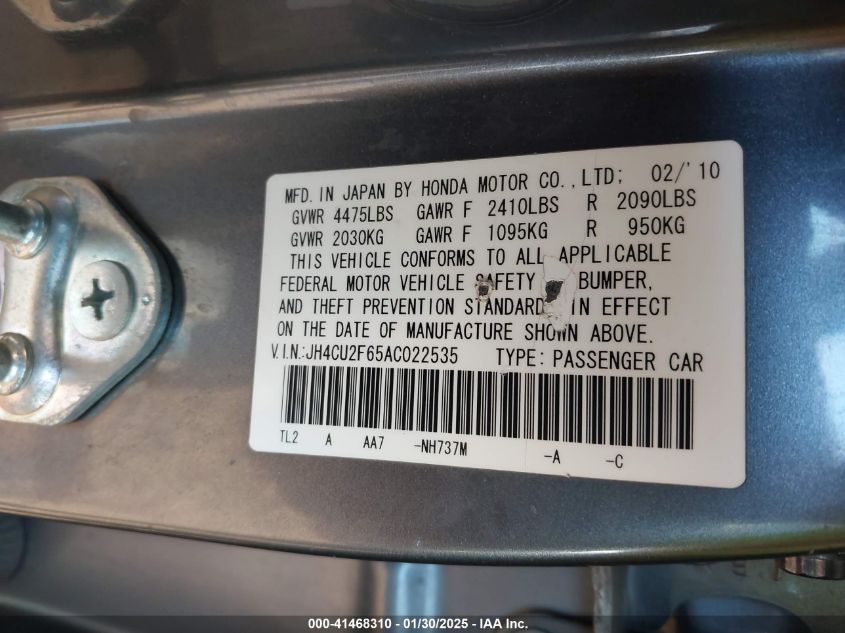 MFD. IN JAPAN BY HONDA MOTOR CO.,LTD; 02/'10
GVWR 4475LBS GAWR F 2410LBS R 2090LBS
GVWR 2030KG GAWR F 1095KG R 950KG
THIS VEHICLE CONFORMS TO ALL APPLICABLE
FEDERAL MOTOR VEHICLE SAFETY BUMPER,
AND THEFT PREVENTION STANDARDS IN EFFECT
ON THE DATE OF MANUFACTURE SHOWN ABOVE.
V.I.N.:JH4CU2F65AC022535 TYPE: PASSENGER CAR
TL2 A AA7 -NH737M -A -C
000-41468310 - 01/30/2025 - IAA Inc.